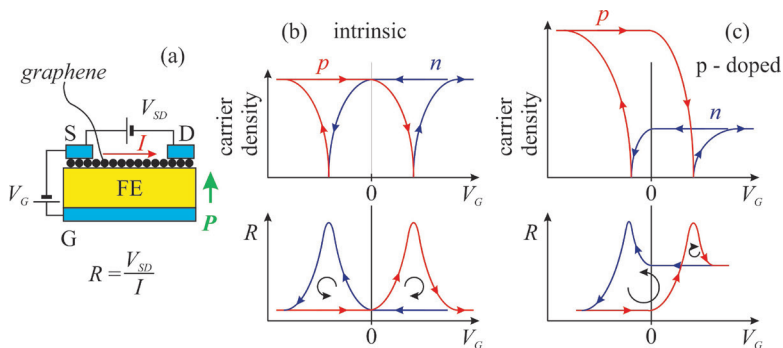 (a)
graphene
V_SD
S
D
I
V_G
FE
P
G
R = V_SD / I
(b) intrinsic
p
n
carrier density
0
V_G
R
0
V_G
(c)
p - doped
p
n
carrier density
0
V_G
R
0
V_G